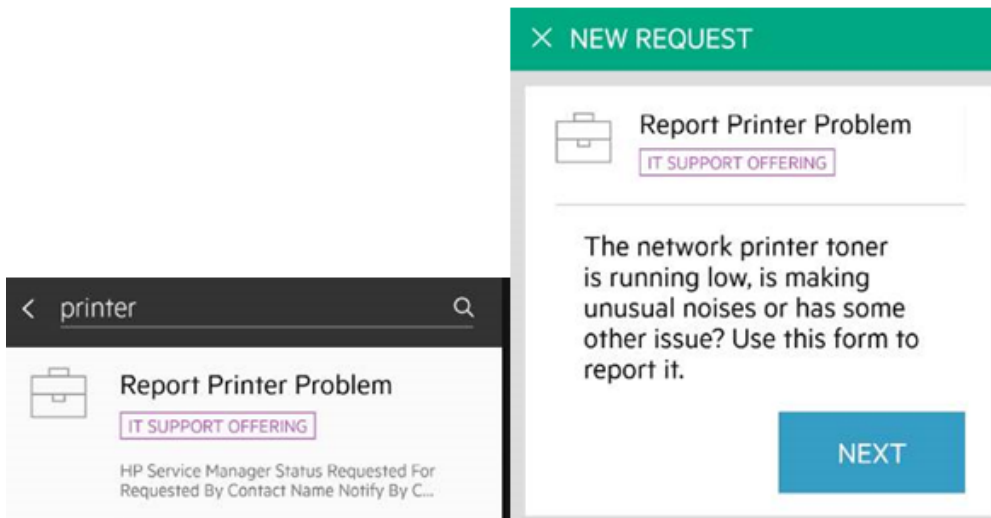 printer
Report Printer Problem
IT SUPPORT OFFERING
HP Service Manager Status Requested For
Requested By Contact Name Notify By C...
NEW REQUEST
Report Printer Problem
IT SUPPORT OFFERING
The network printer toner
is running low, is making
unusual noises or has some
other issue? Use this form to
report it.
NEXT